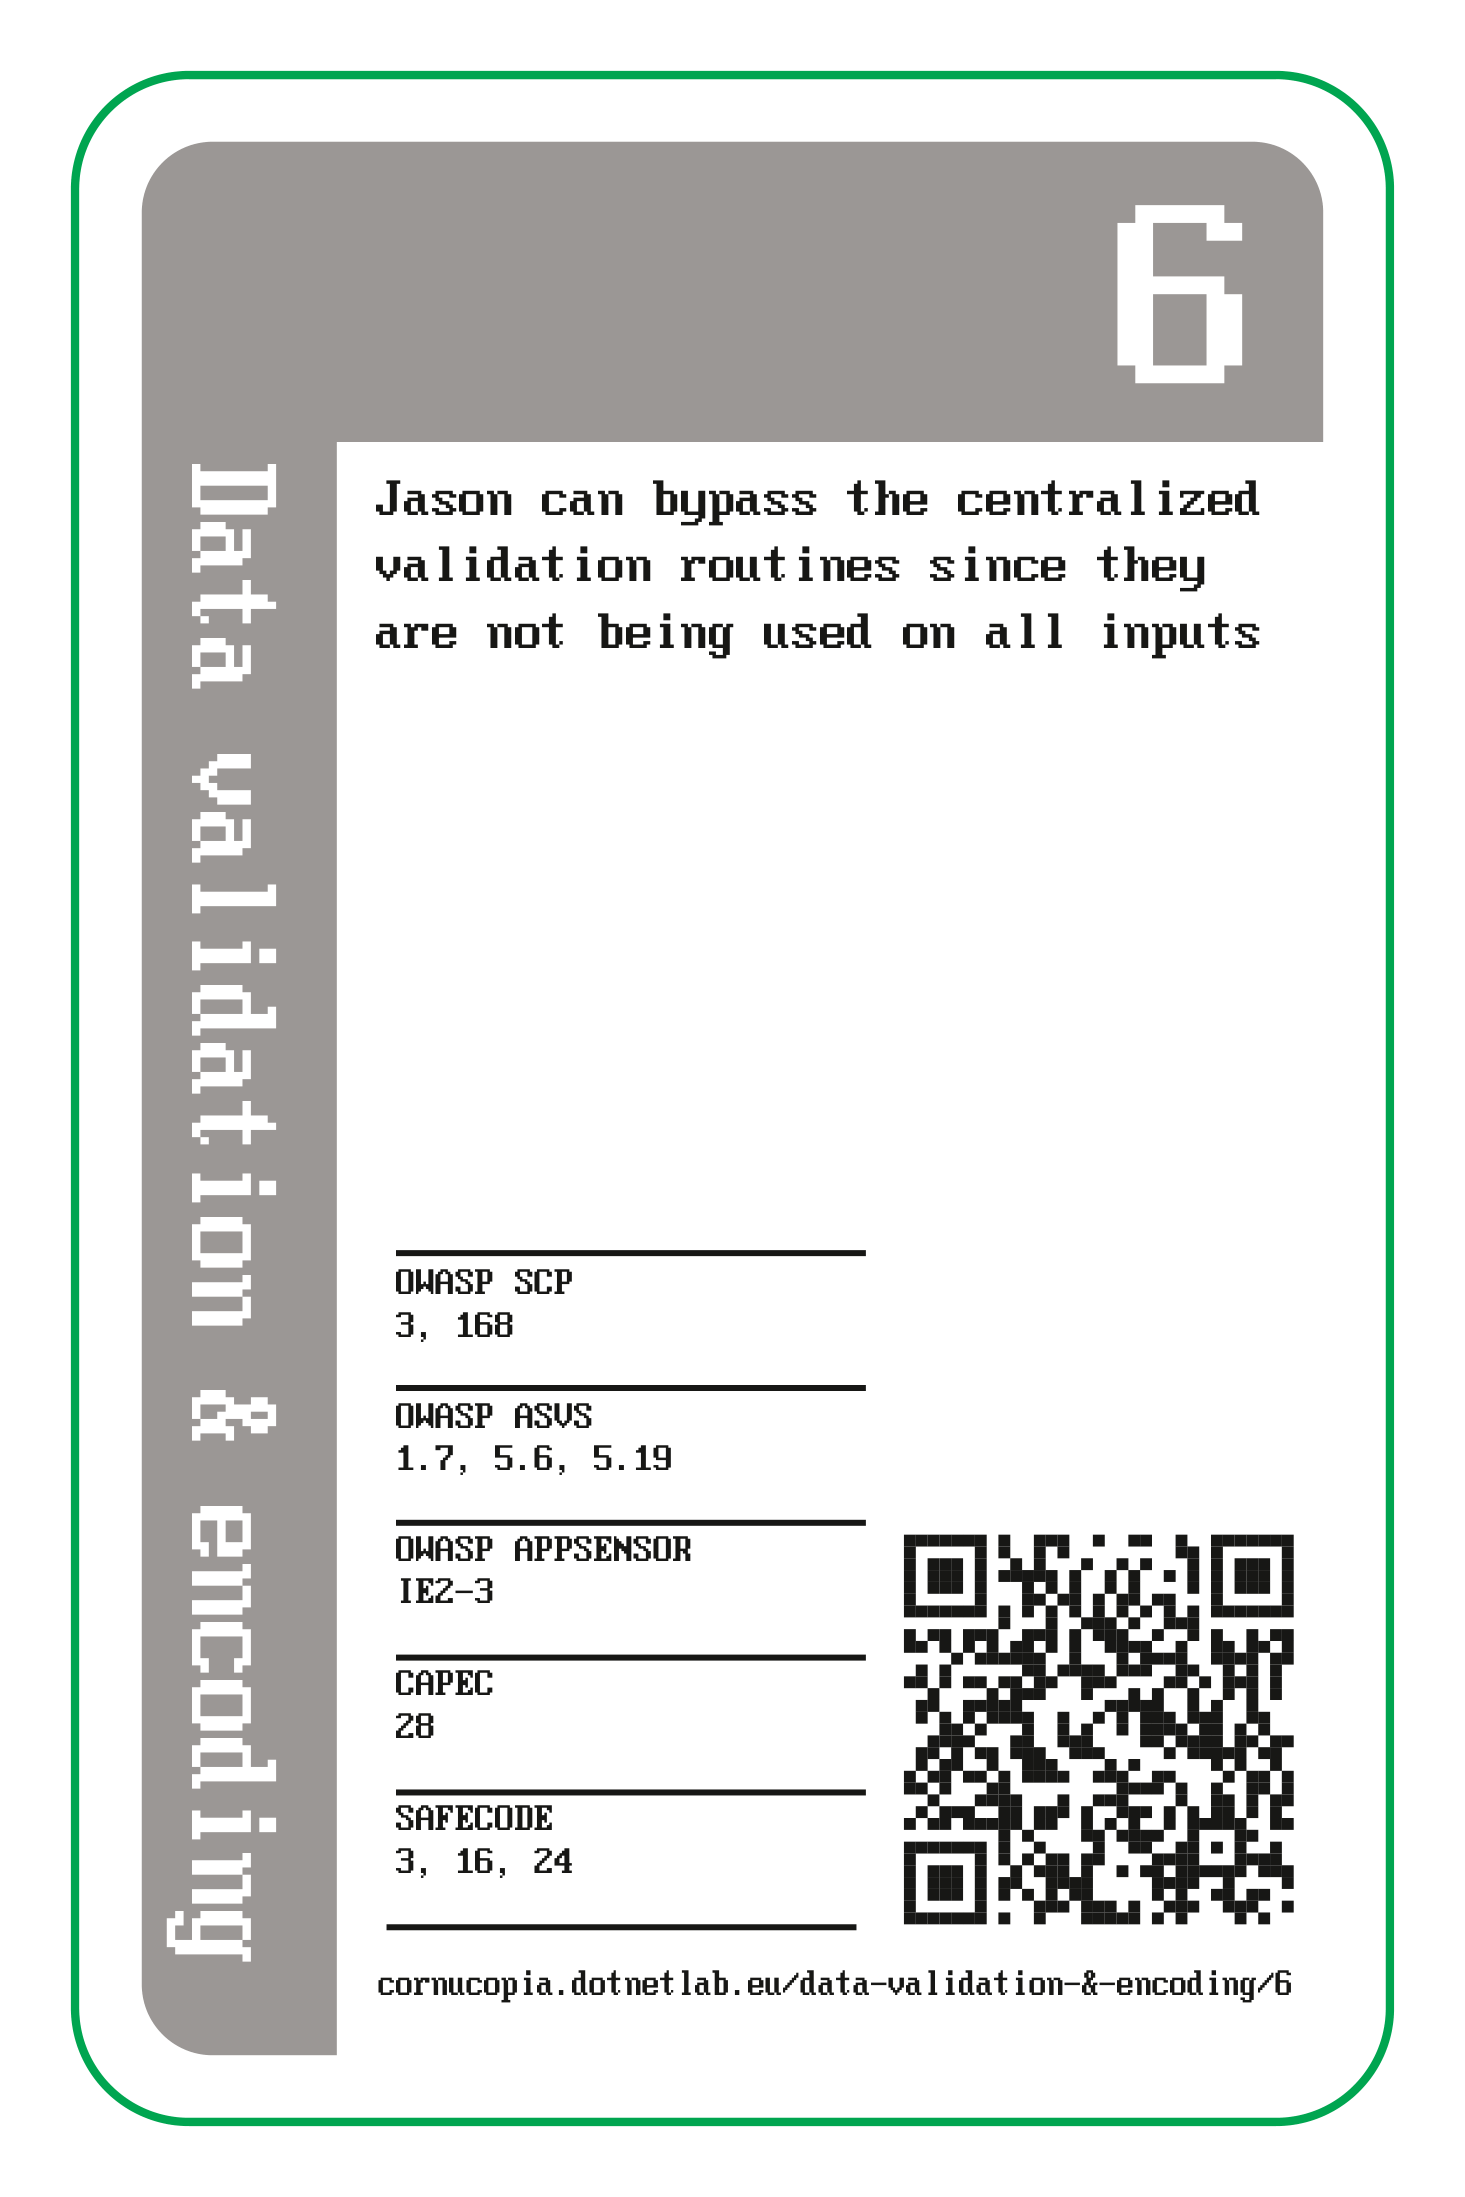 6
Data validation & encoding
Jason can bypass the centralized
validation routines since they
are not being used on all inputs
OWASP SCP
3, 168
OWASP ASVS
1.7, 5.6, 5.19
OWASP APPSENSOR
IE2-3
CAPEC
28
SAFECODE
3, 16, 24
cornucopia.dotnetlab.eu/data-validation-&-encoding/6